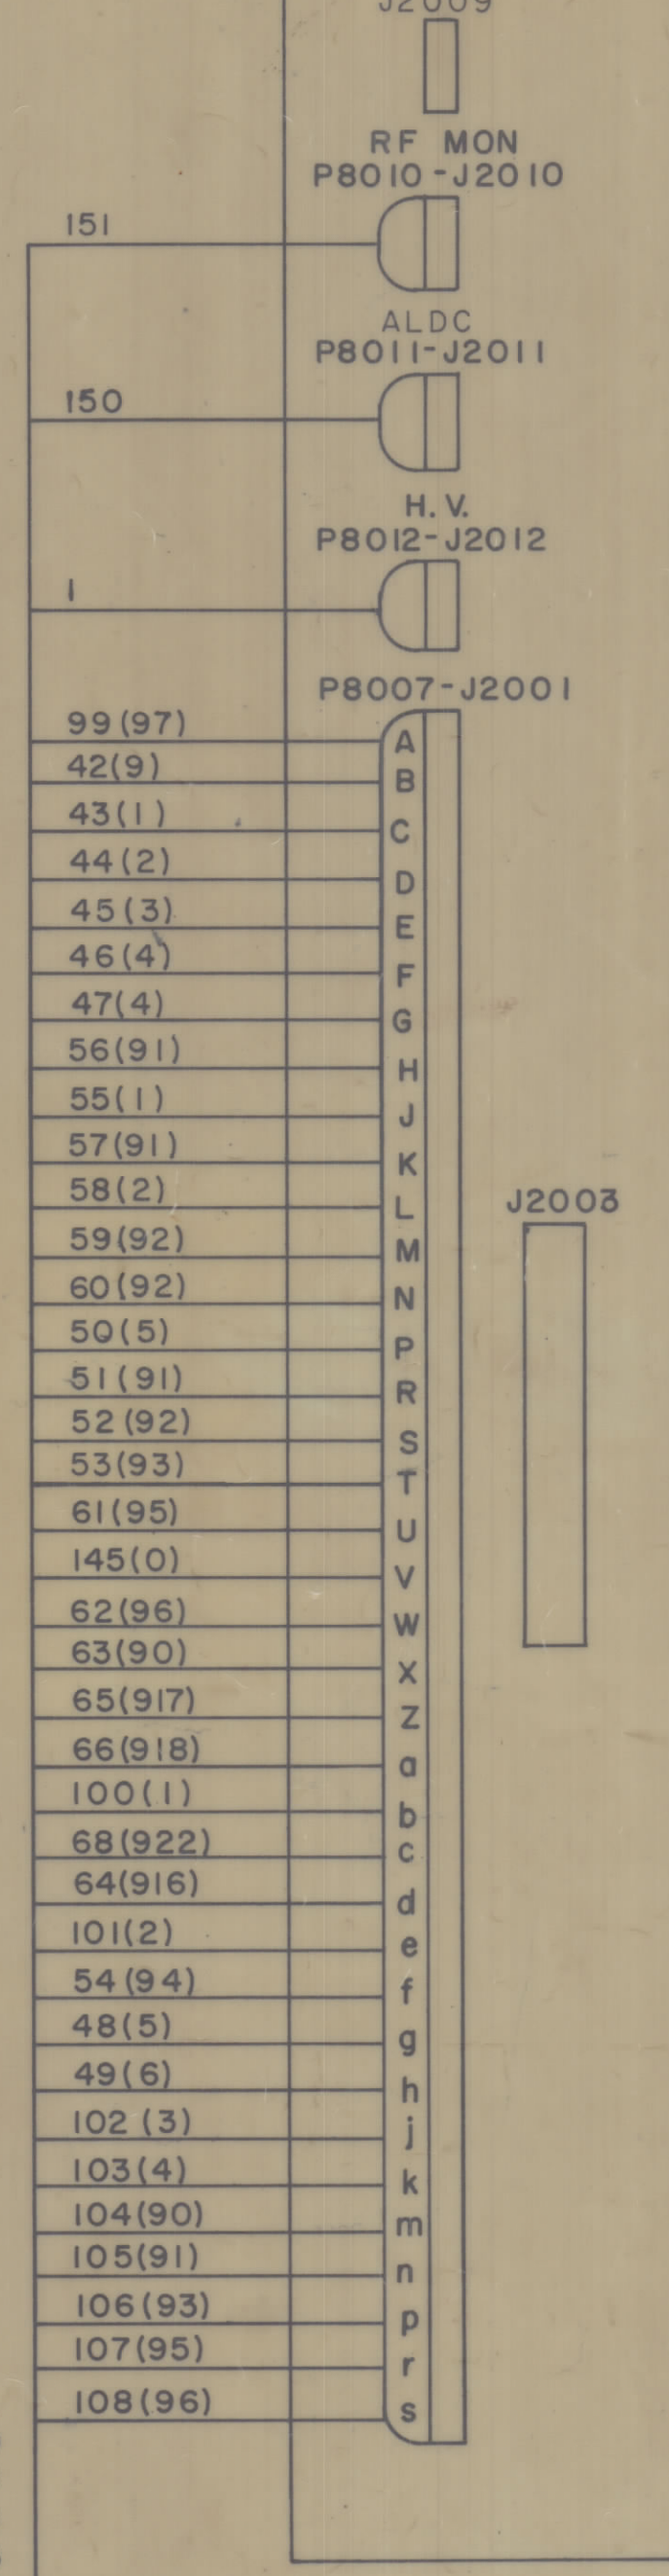 J2009
RF MON
P8010-J2010
151
ALDC
P8011-J2011
150
H.V.
P8012-J2012
1
P8007-J2001
99(97) A
42(9) B
43(1) C
44(2) D
45(3) E
46(4) F
47(4) G
56(91) H
55(1) J
57(91) K
58(2) L
J2003
59(92) M
60(92) N
50(5) P
51(91) R
52(92) S
53(93) T
61(95) U
145(0) V
62(96) W
63(90) X
65(917) Z
66(918) a
100(1) b
68(922) c
64(916) d
101(2) e
54(94) f
48(5) g
49(6) h
102 (3) j
103(4) k
104(90) m
105(91) n
106(93) p
107(95) r
108(96) s